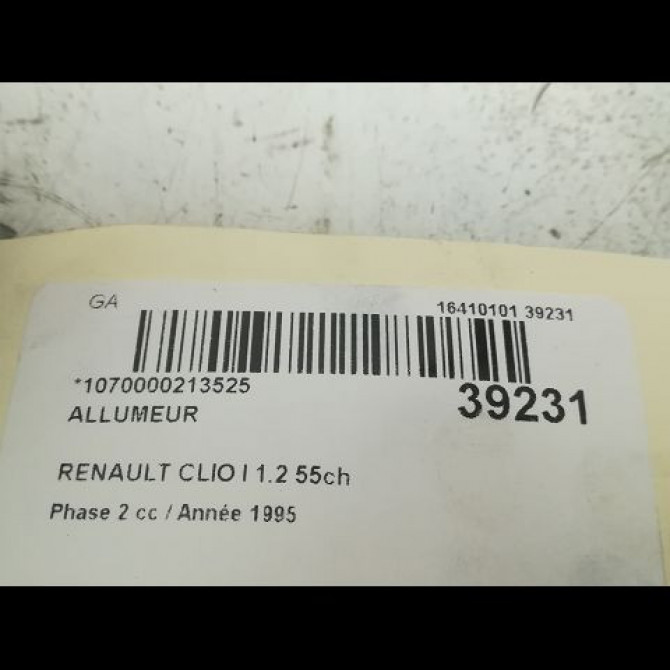 GA 16410101 39231
*1070000213525 39231
ALLUMEUR
RENAULT CLIO I 1.2 55ch
Phase 2 cc / Année 1995